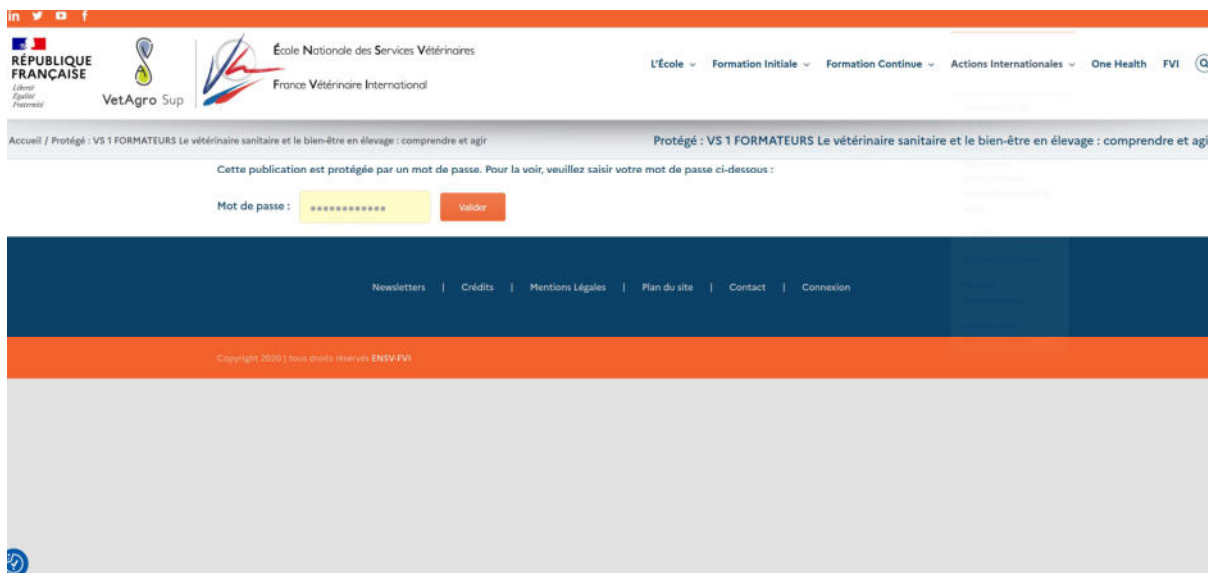 in f
RÉPUBLIQUE
FRANÇAISE
Liberté
Égalité
Fraternité
VetAgro Sup
École Nationale des Services Vétérinaires
France Vétérinaire International
L'École Formation Initiale Formation Continue Actions Internationales One Health FVI
Accueil / Protégé : VS 1 FORMATEURS Le vétérinaire sanitaire et le bien-être en élevage : comprendre et agir
Protégé : VS 1 FORMATEURS Le vétérinaire sanitaire et le bien-être en élevage : comprendre et agi
Cette publication est protégée par un mot de passe. Pour la voir, veuillez saisir votre mot de passe ci-dessous :
Mot de passe : ************ Valider
Newsletters | Crédits | Mentions Légales | Plan du site | Contact | Connexion
Copyright 2020 | tous droits réservés ENSV-FVI